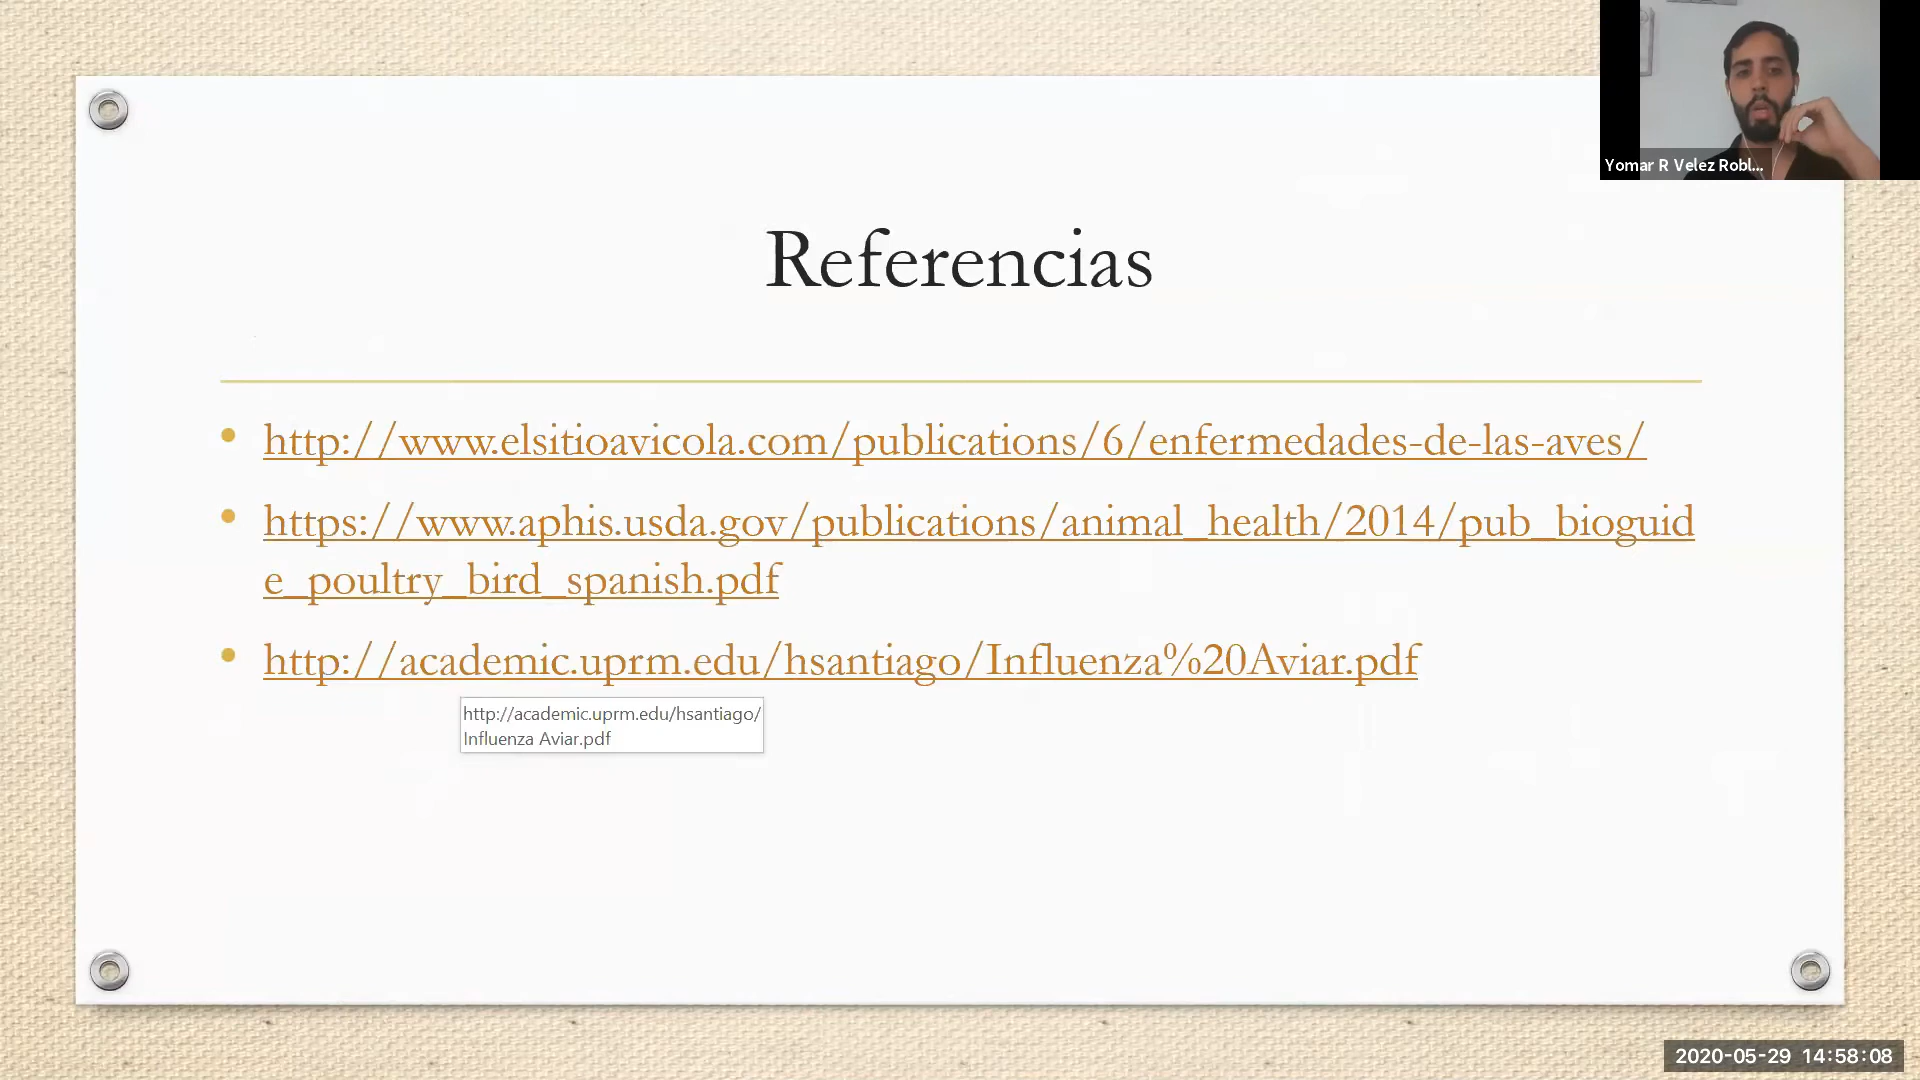 Yomar R Velez Robl...
Referencias
http://www.elsitioavicola.com/publications/6/enfermedades-de-las-aves/
https://www.aphis.usda.gov/publications/animal_health/2014/pub_bioguid
e_poultry_bird_spanish.pdf
http://academic.uprm.edu/hsantiago/Influenza%20Aviar.pdf
http://academic.uprm.edu/hsantiago/
Influenza Aviar.pdf
2020-05-29 14:58:08